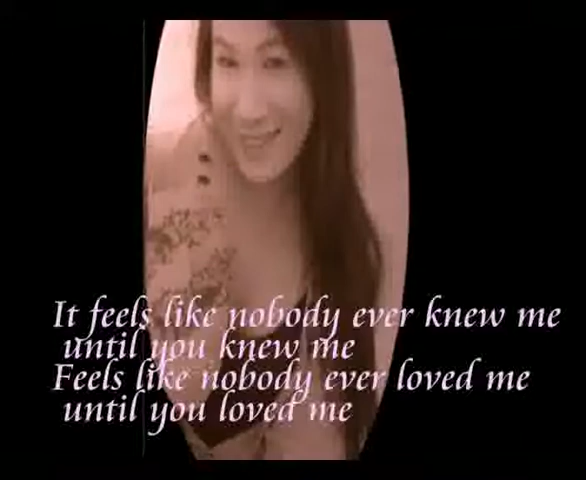 It feels like nobody ever knew me
until you knew me
Feels like nobody ever loved me
until you loved me